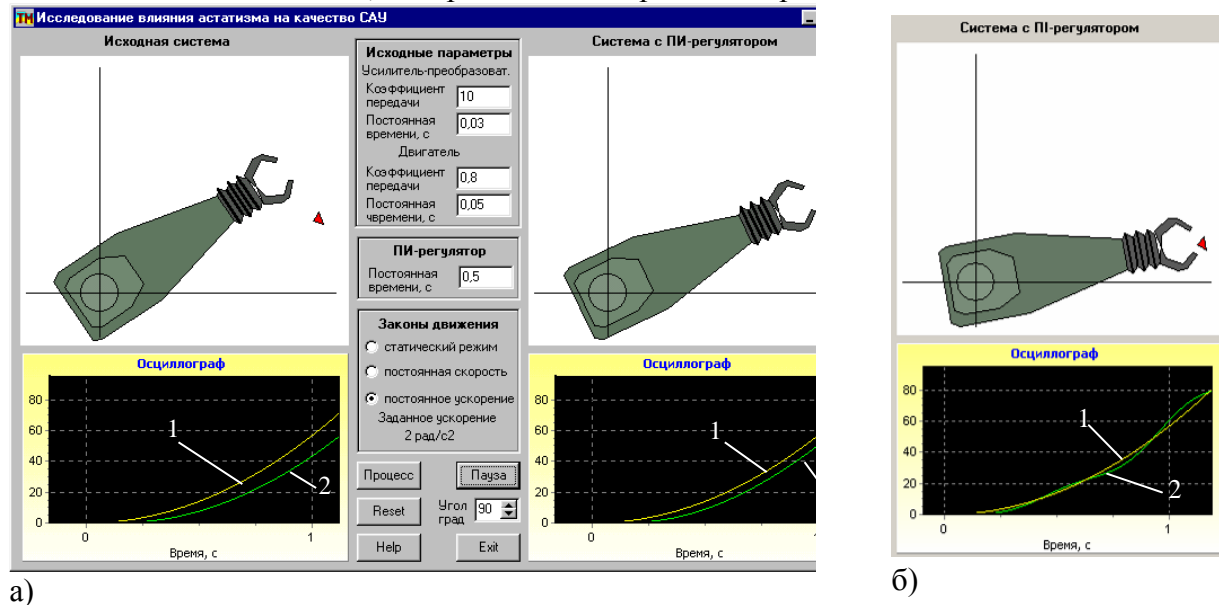 TM Исследование влияния астатизма на качество САУ
Исходная система
80
60
40
20
0
Осциллограф
1
2
0
1
Время, с
Исходные параметры
Усилитель-преобразоват.
Коэффициент
передачи
10
Постоянная
времени, с
0,03
Двигатель
Коэффициент
передачи
0,8
Постоянная
чвремени, с
0,05
ПИ-регулятор
Постоянная
времени, с
0,5
Законы движения
статический режим
постоянная скорость
постоянное ускорение
Заданное ускорение
2 рад/с2
Процесс
Пауза
Reset
Угол
град
90
Help
Exit
Система с ПИ-регулятором
Осциллограф
80
60
40
20
0
1
0
1
Время, с
а)
Система с ПI-регулятором
Осциллограф
80
60
40
20
0
1
2
0
1
Время, с
б)